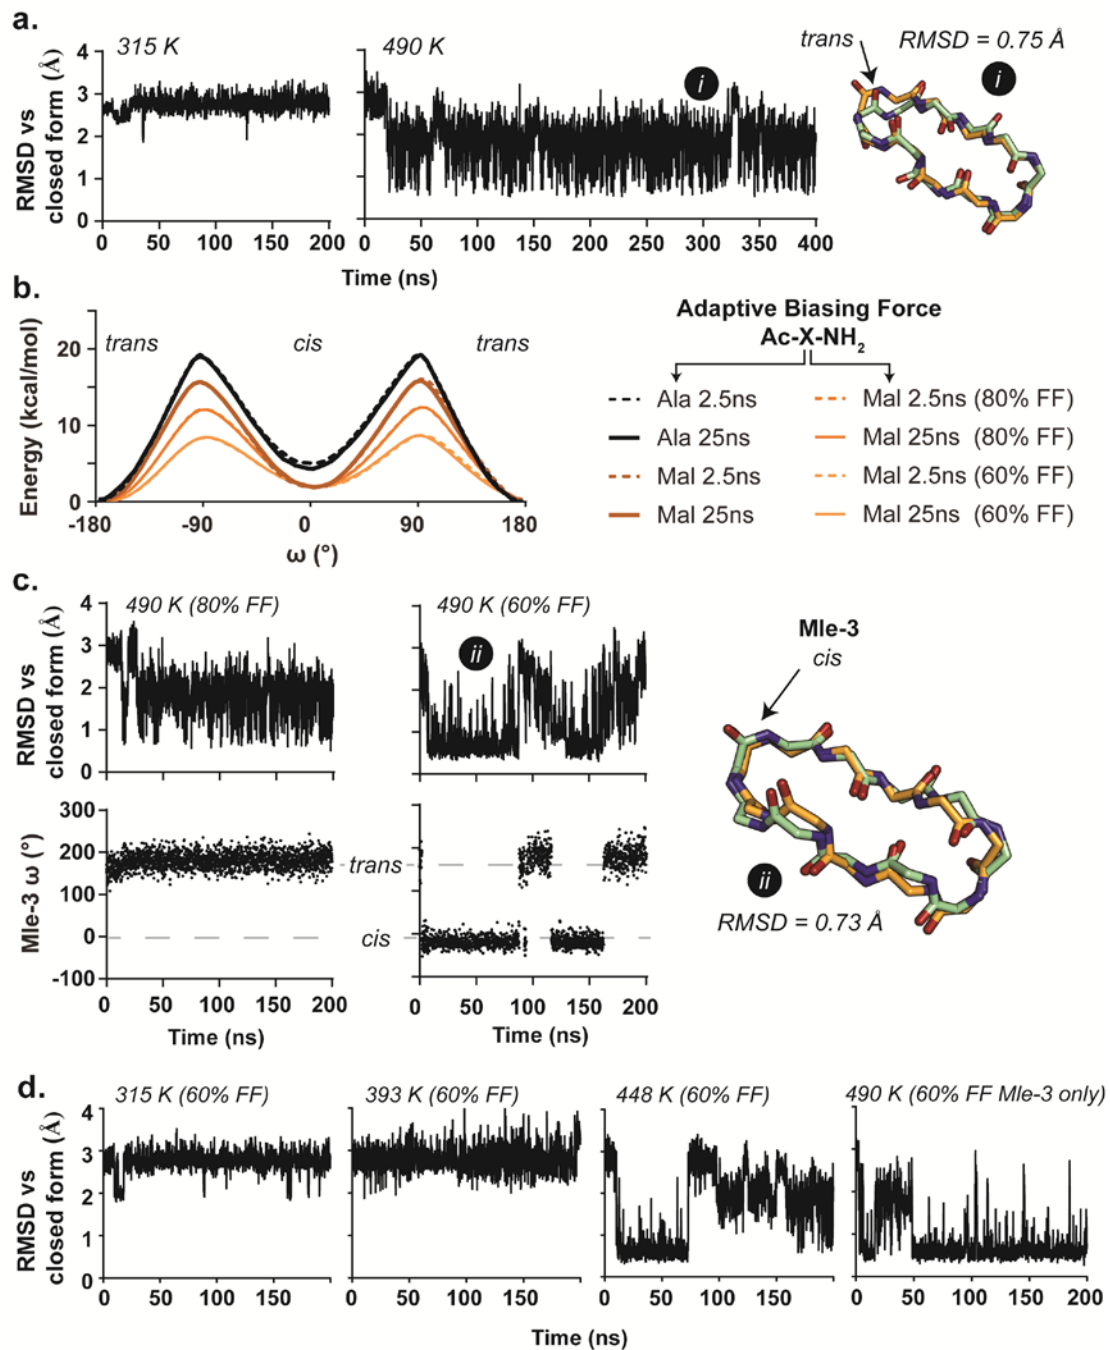 a.
315 K
490 K
i
trans
RMSD = 0.75 Å
i
RMSD vs
closed form (Å)
4
3
2
1
0
0 50 100 150 200
0 50 100 150 200 250 300 350 400
Time (ns)
b.
trans
cis
trans
Energy (kcal/mol)
20
10
0
-180 -90 0 90 180
ω (°)
Adaptive Biasing Force
Ac-X-NH2
Ala 2.5ns
Ala 25ns
Mal 2.5ns
Mal 25ns
Mal 2.5ns (80% FF)
Mal 25ns (80% FF)
Mal 2.5ns (60% FF)
Mal 25ns (60% FF)
c.
490 K (80% FF)
490 K (60% FF)
ii
RMSD vs
closed form (Å)
4
3
2
1
0
Mle-3 ω (°)
300
200
100
0
-100
trans
cis
0 50 100 150 200
0 50 100 150 200
Time (ns)
Time (ns)
Mle-3
cis
ii
RMSD = 0.73 Å
d.
315 K (60% FF)
393 K (60% FF)
448 K (60% FF)
490 K (60% FF Mle-3 only)
RMSD vs
closed form (Å)
4
3
2
1
0
0 50 100 150
0 50 100 150
0 50 100 150
0 50 100 150 200
Time (ns)